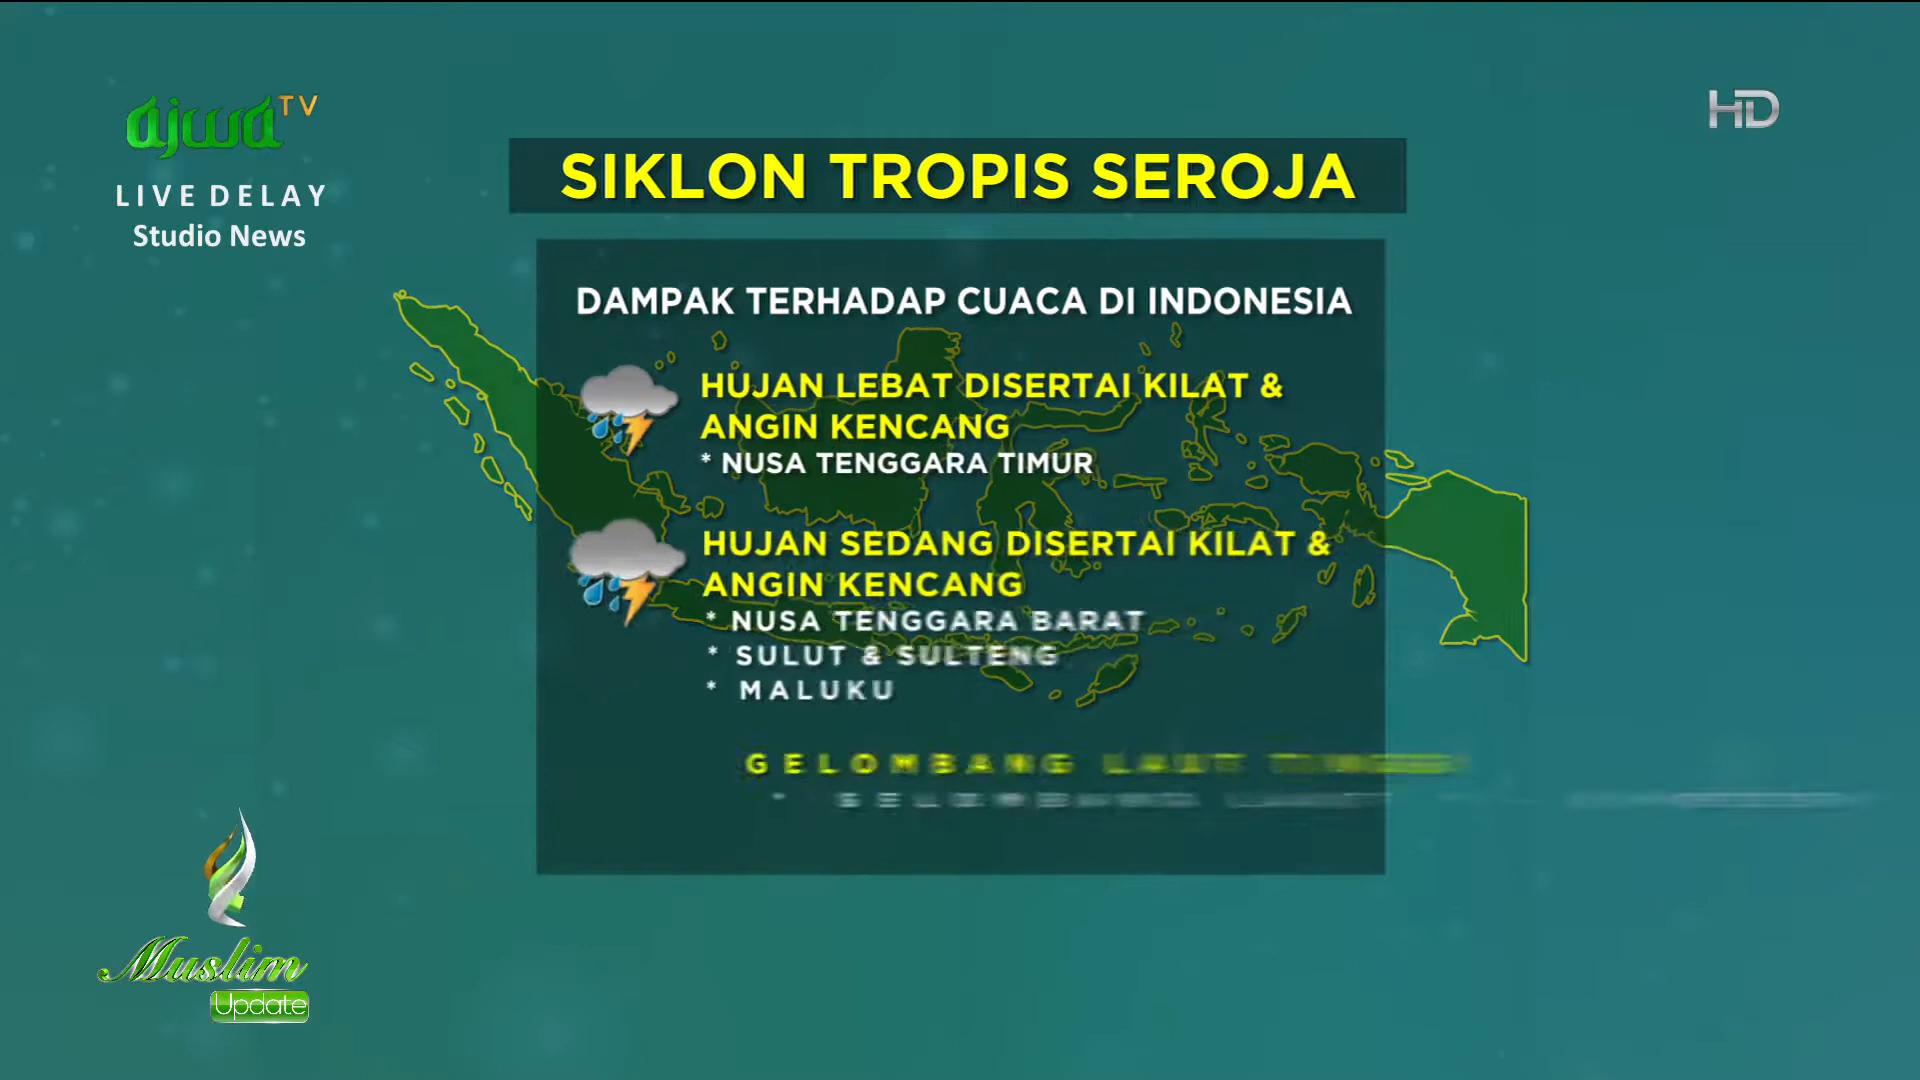 ajwa TV
HD
LIVE DELAY
Studio News
SIKLON TROPIS SEROJA
DAMPAK TERHADAP CUACA DI INDONESIA
HUJAN LEBAT DISERTAI KILAT &
ANGIN KENCANG
* NUSA TENGGARA TIMUR
HUJAN SEDANG DISERTAI KILAT &
ANGIN KENCANG
* NUSA TENGGARA BARAT
* SULUT & SULTENG
* MALUKU
GELOMBANG LAUT
Muslim
Update